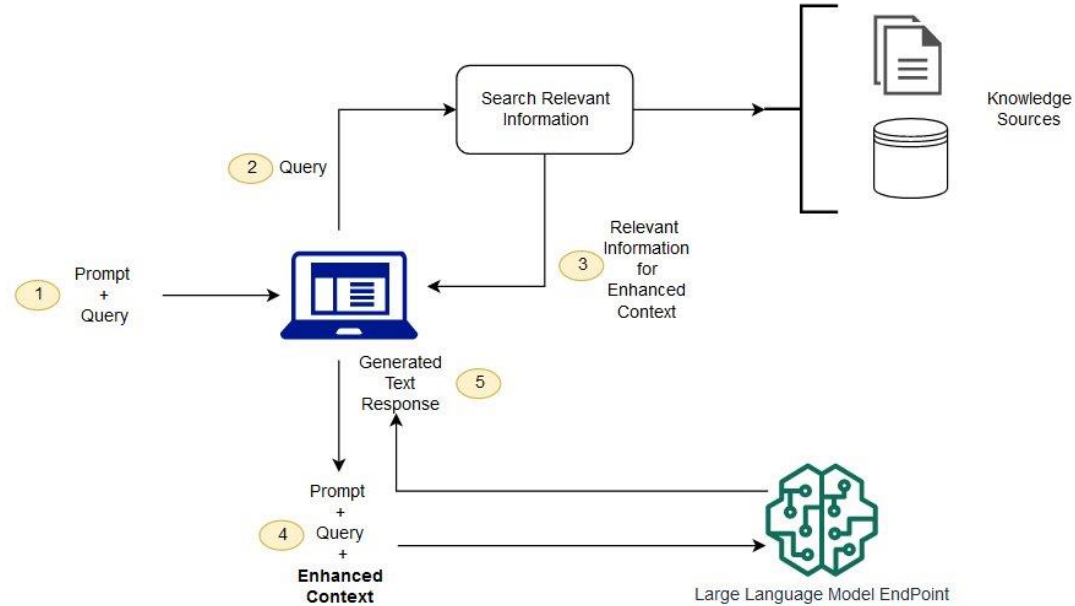 Search Relevant
Information
Knowledge
Sources
2
Query
1
Prompt
+
Query
3
Relevant
Information
for
Enhanced
Context
Generated
Text
Response
5
4
Prompt
+
Query
+
Enhanced
Context
Large Language Model EndPoint